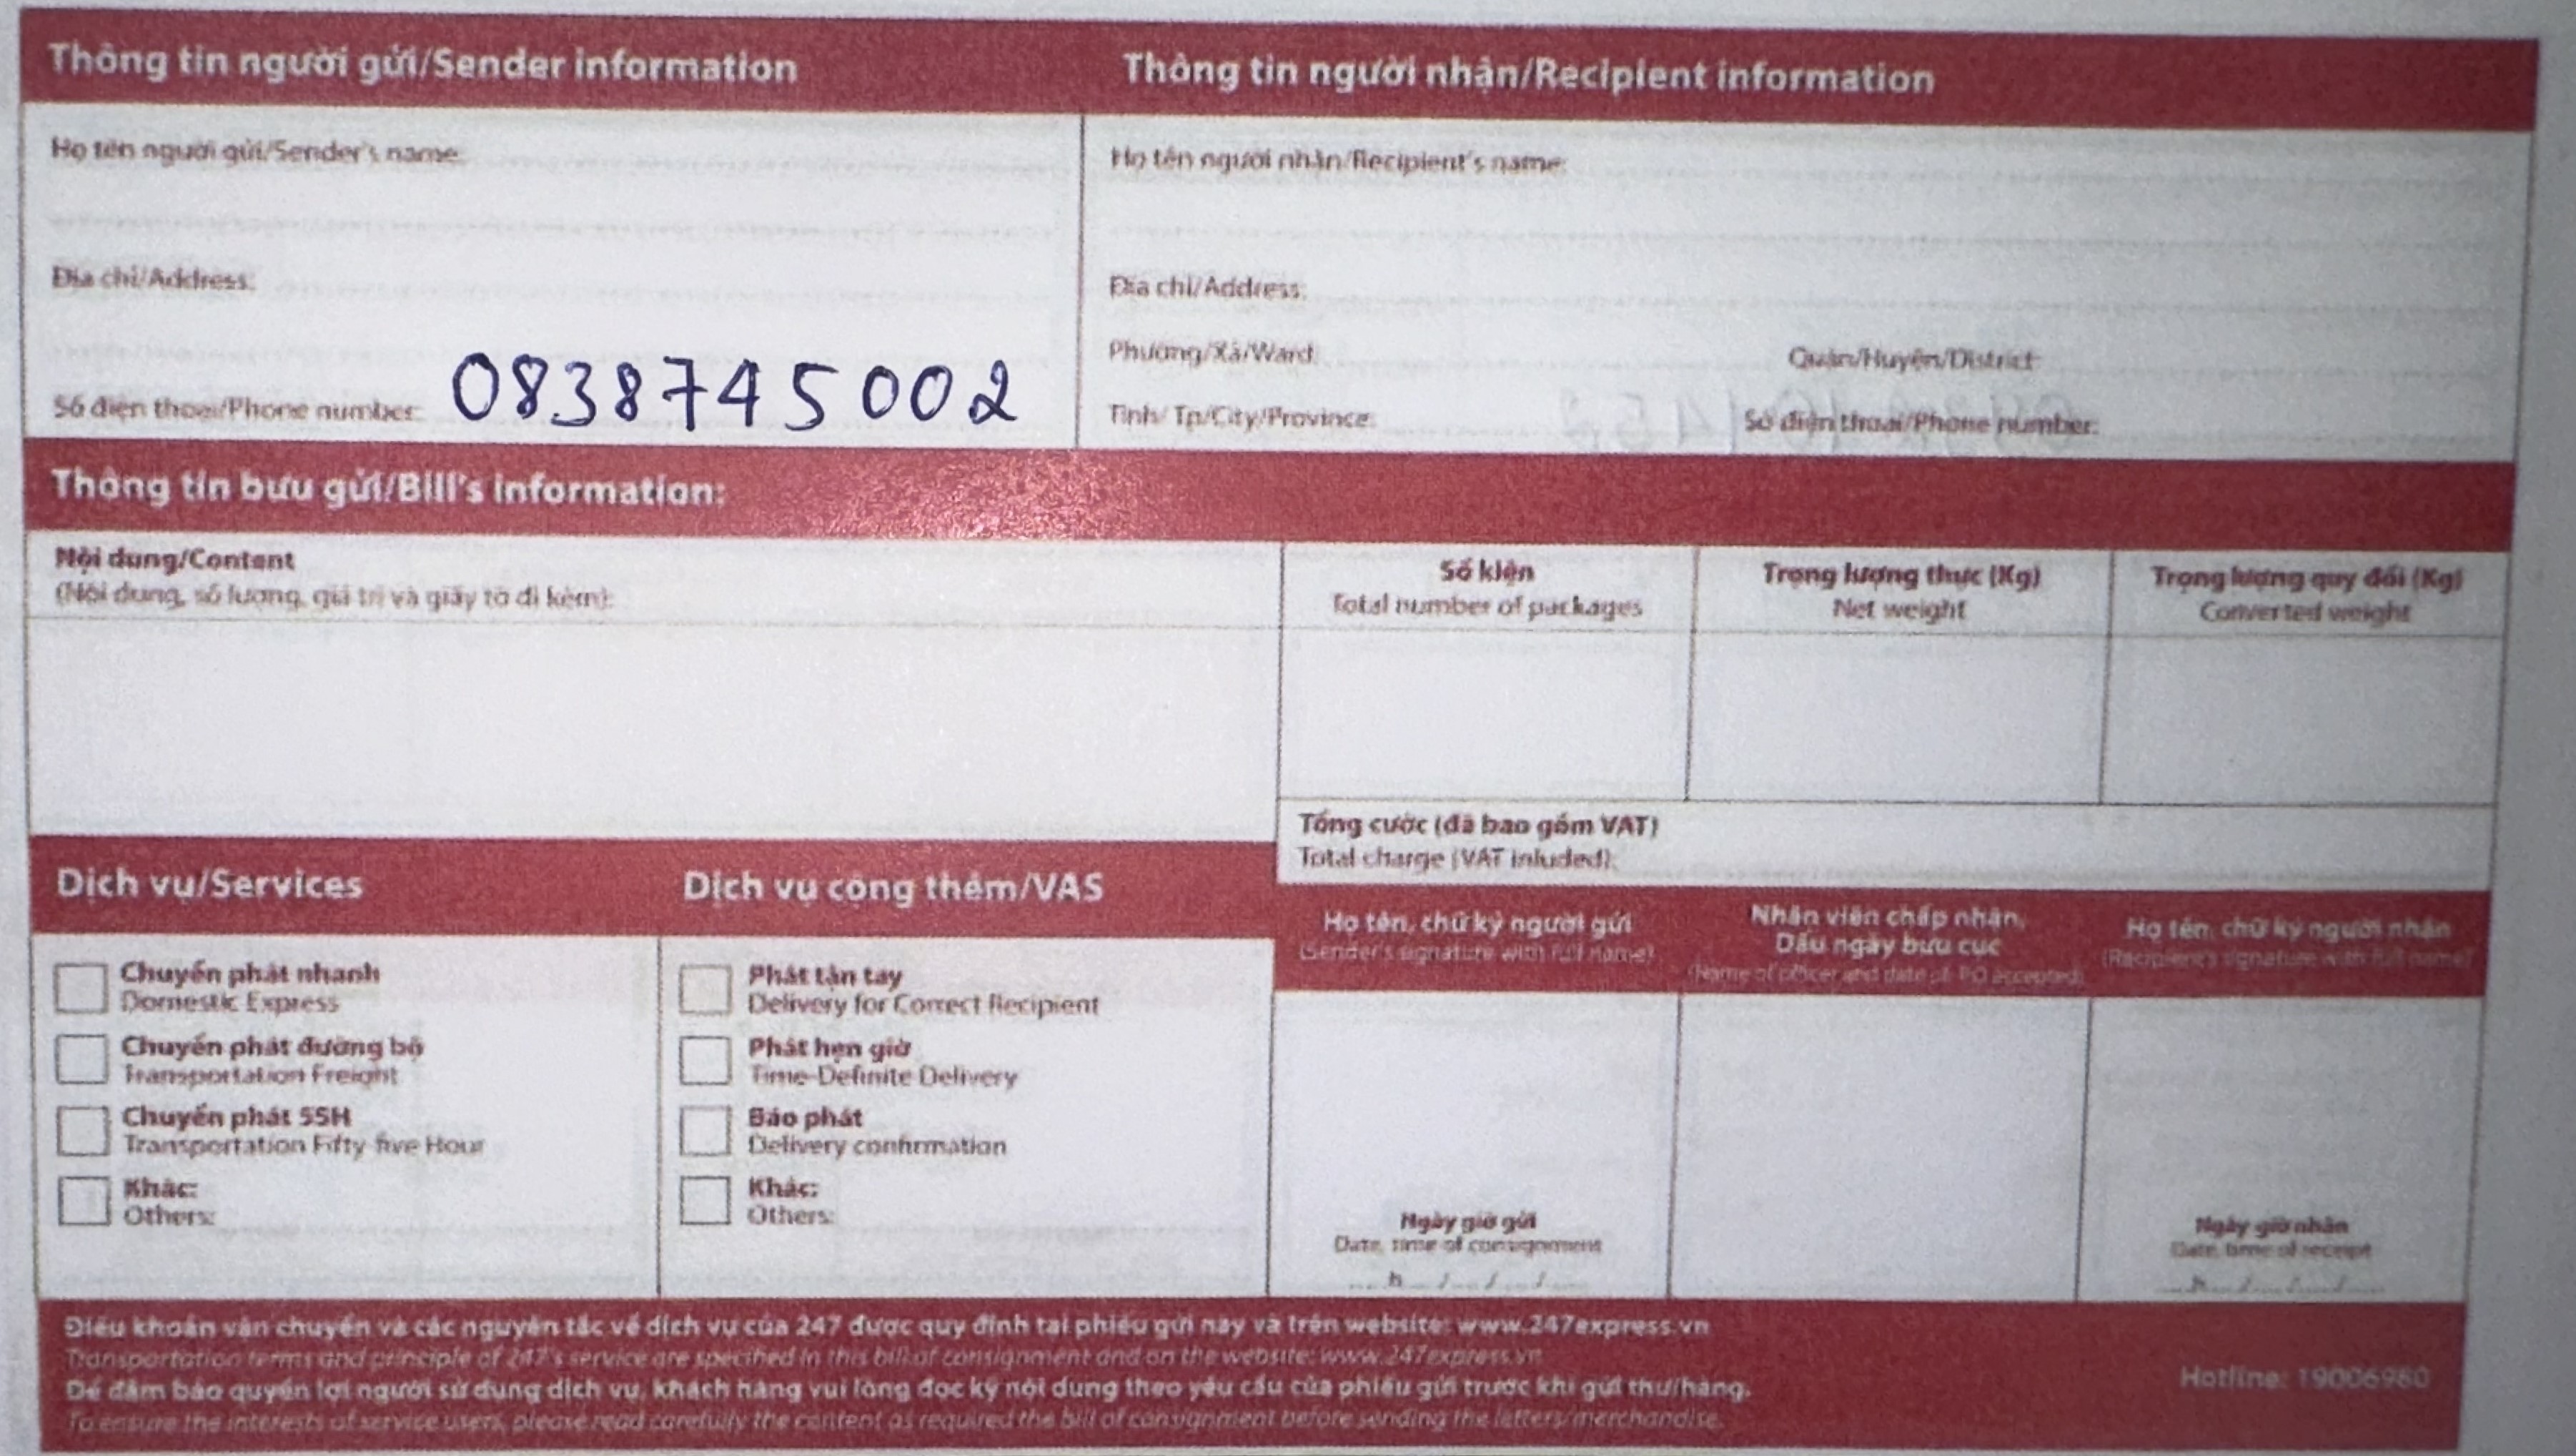 Thông tin người gửi/Sender information
Thông tin người nhận/Recipient information
Họ tên người gửi/Sender's name:
Họ tên người nhận/Recipient's name:
Địa chỉ/Address:
Địa chỉ/Address:
Phường/Xã/Ward:
Quận/Huyện/District:
Số điện thoại/Phone number: 0838745002
Tỉnh/ Tp/City/Province:
Số điện thoại/Phone number:
Thông tin bưu gửi/Bill's information:
Nội dung/Content
(Nội dung, số lượng, giá trị và giấy tờ đi kèm):
Số kiện
Total number of packages
Trọng lượng thực (Kg)
Net weight
Trọng lượng quy đổi (Kg)
Converted weight
Tổng cước (đã bao gồm VAT)
Total charge (VAT inluded):
Dịch vụ/Services
Dịch vụ cộng thêm/VAS
Họ tên, chữ ký người gửi
(Sender's signature with full name)
Nhân viên chấp nhận,
Dấu ngày bưu cục
(Name of officer and date of PO accepted)
Họ tên, chữ ký người nhận
(Recipient's signature with full name)
Chuyển phát nhanh
Domestic Express
Chuyển phát đường bộ
Transportation Freight
Chuyển phát 55H
Transportation Fifty-five Hour
Khác:
Others:
Phát tận tay
Delivery for Correct Recipient
Phát hẹn giờ
Time-Definite Delivery
Báo phát
Delivery confirmation
Khác:
Others:
Ngày giờ gửi
Date, time of consignment
.....h...../...../...../.....
Ngày giờ nhận
Date, time of receipt
.....h...../...../...../.....
Điều khoản vận chuyển và các nguyên tắc về dịch vụ của 247 được quy định tại phiếu gửi này và trên website: www.247express.vn
Transportation terms and principle of 247's service are specified in this bill of consignment and on the website: www.247express.vn
Để đảm bảo quyền lợi người sử dụng dịch vụ, khách hàng vui lòng đọc kỹ nội dung theo yêu cầu của phiếu gửi trước khi gửi thư/hàng.
To ensure the interests of service users, please read carefully the content as required the bill of consignment before sending the letters/merchandise.
Hotline: 19006980